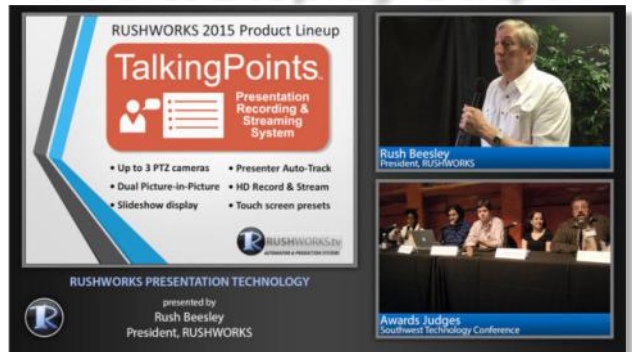 RUSHWORKS 2015 Product Lineup
TalkingPoints™
Presentation
Recording &
Streaming
System
• Up to 3 PTZ cameras
• Dual Picture-in-Picture
• Slideshow display
• Presenter Auto-Track
• HD Record & Stream
• Touch screen presets
R RUSHWORKS.tv
AUTOMATION & PRODUCTION SYSTEMS
RUSHWORKS PRESENTATION TECHNOLOGY
presented by
Rush Beesley
President, RUSHWORKS
R
Rush Beesley
President, RUSHWORKS
Awards Judges
Southwest Technology Conference